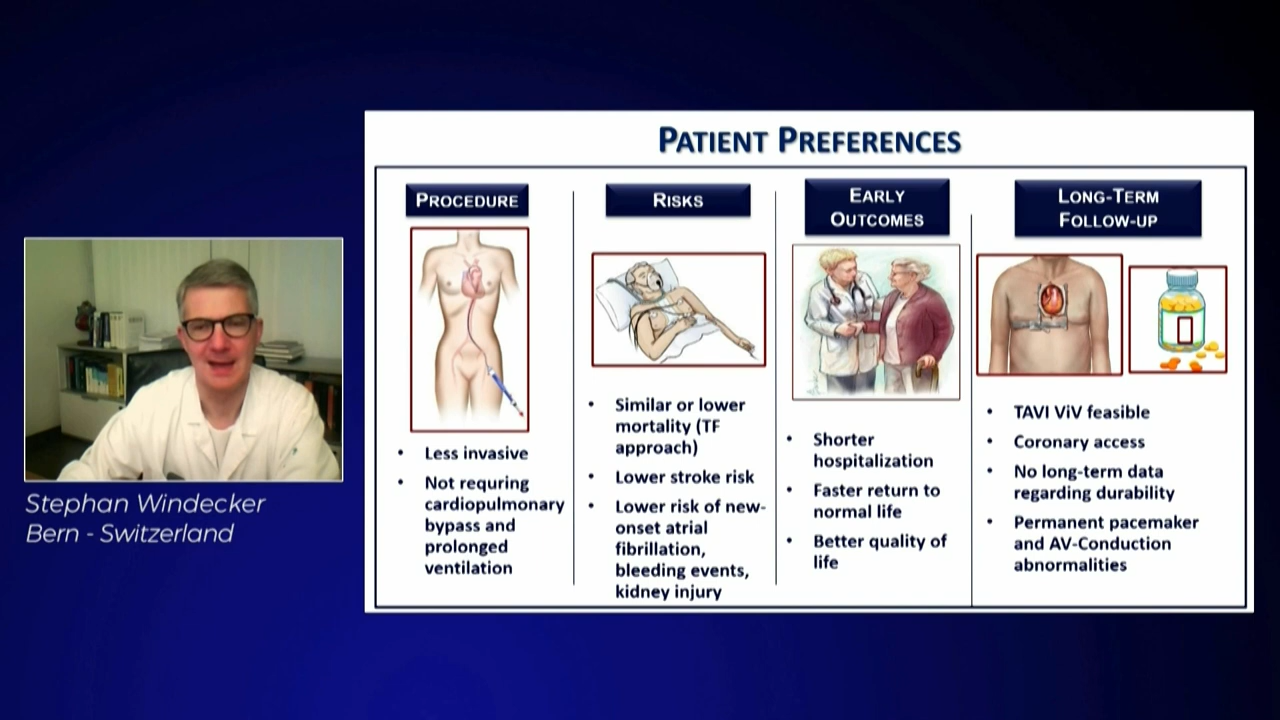 PATIENT PREFERENCES
PROCEDURE
Less invasive
Not requring
cardiopulmonary
bypass and
prolonged
ventilation
RISKS
Similar or lower
mortality (TF
approach)
Lower stroke risk
Lower risk of new-
onset atrial
fibrillation,
bleeding events,
kidney injury
EARLY
OUTCOMES
Shorter
hospitalization
Faster return to
normal life
Better quality of
life
LONG-TERM
FOLLOW-UP
TAVI ViV feasible
Coronary access
No long-term data
regarding durability
Permanent pacemaker
and AV-Conduction
abnormalities
Stephan Windecker
Bern - Switzerland